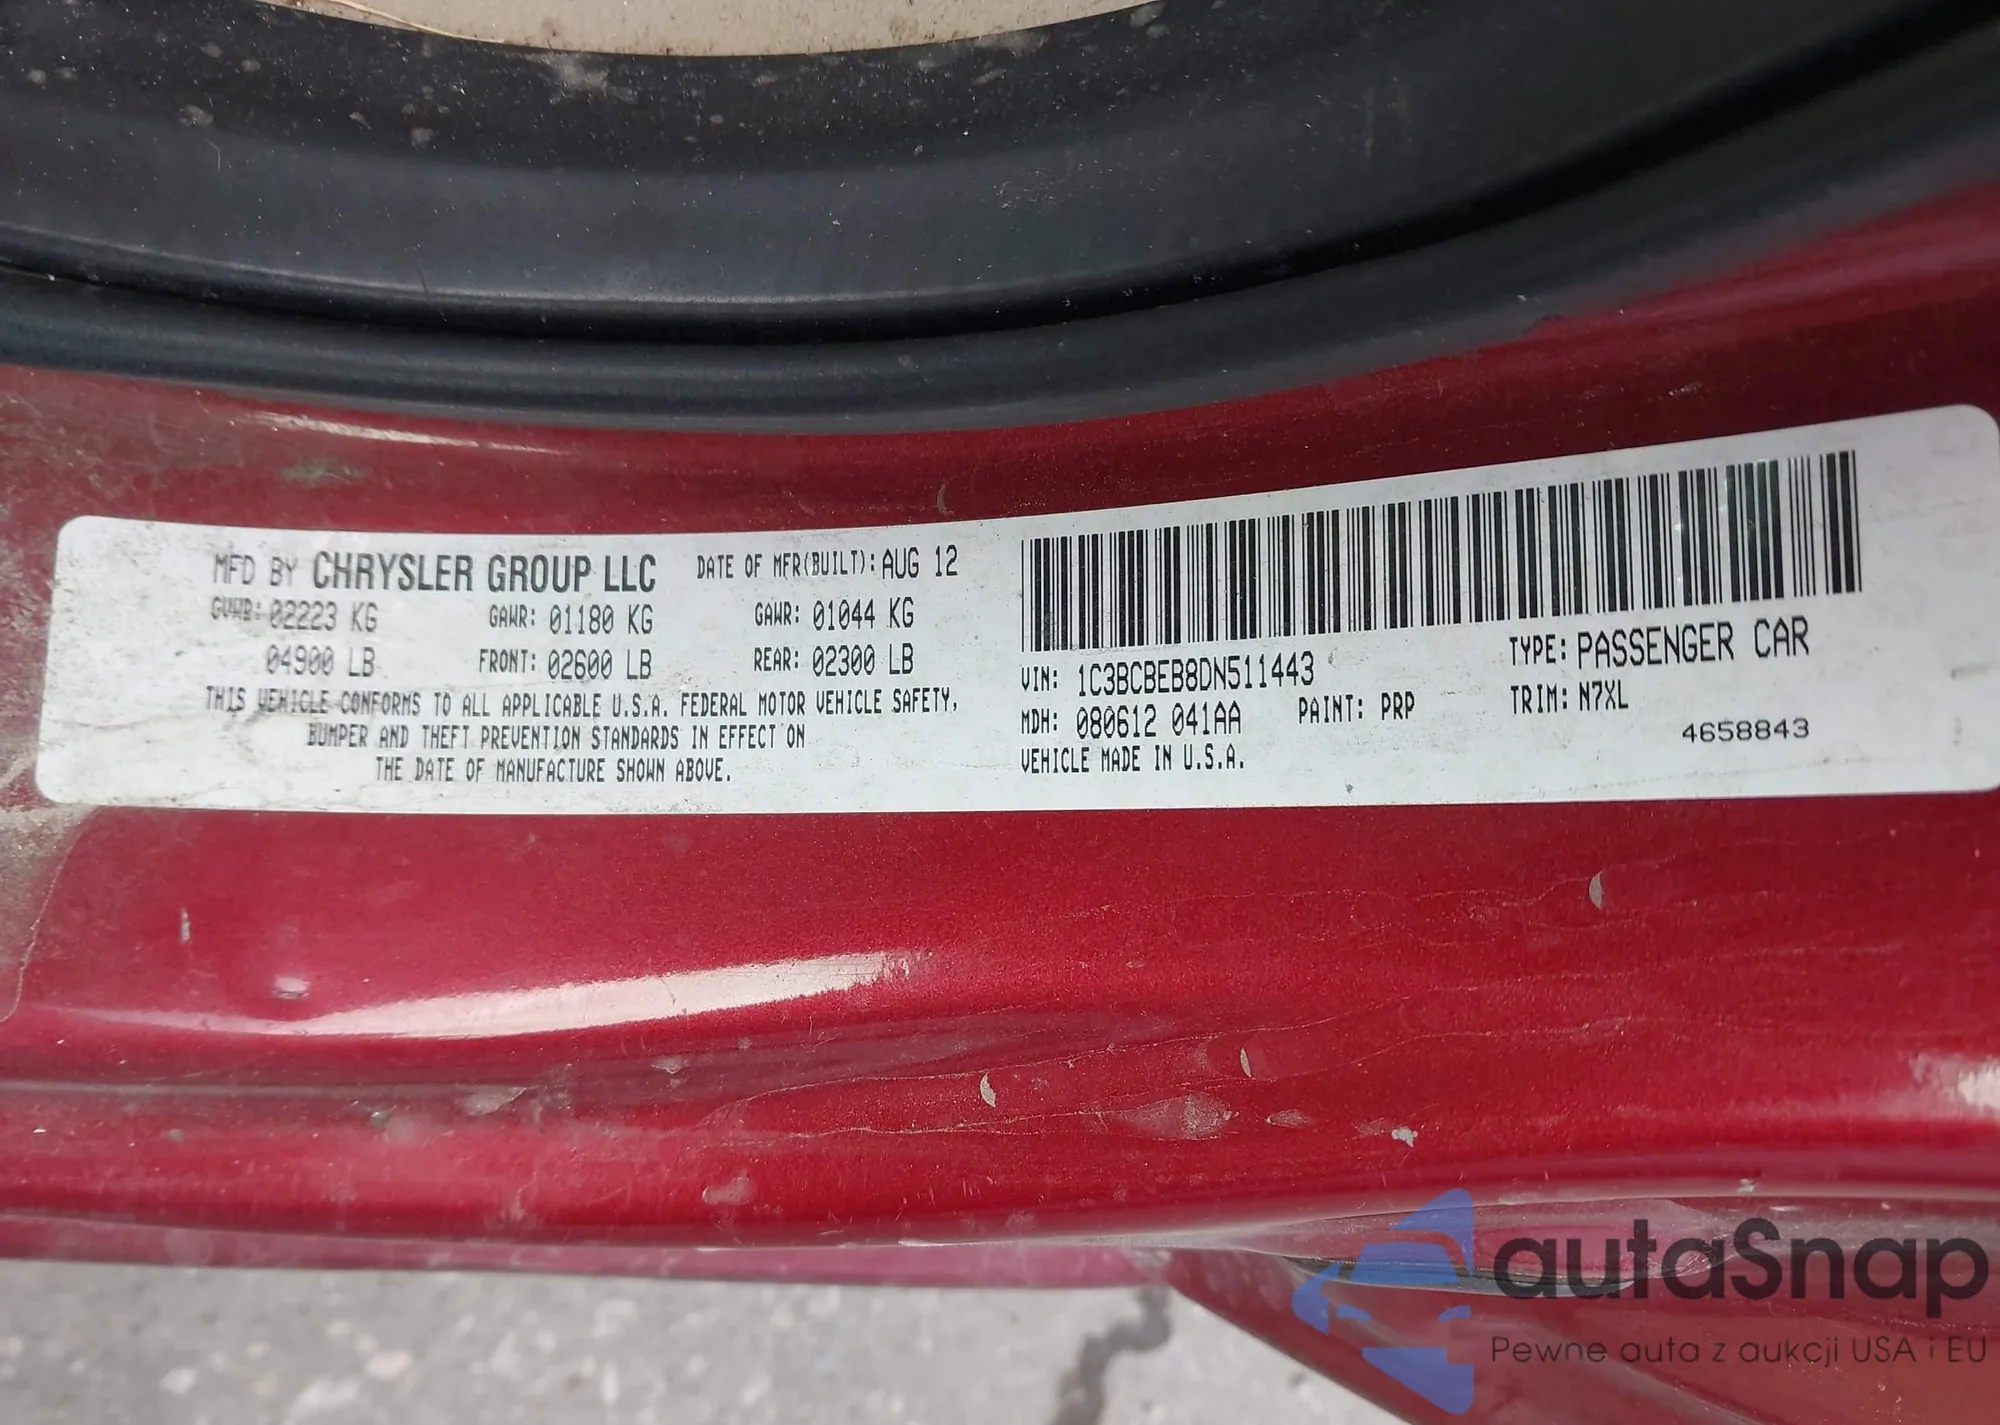 MFD BY CHRYSLER GROUP LLC DATE OF MFR(BUILT): AUG 12
GVWR: 02223 KG GAWR: 01180 KG GAWR: 01044 KG
04900 LB FRONT: 02600 LB REAR: 02300 LB
THIS VEHICLE CONFORMS TO ALL APPLICABLE U.S.A. FEDERAL MOTOR VEHICLE SAFETY,
BUMPER AND THEFT PREVENTION STANDARDS IN EFFECT ON
THE DATE OF MANUFACTURE SHOWN ABOVE.
VIN: 1C3BCBEB8DN511443 TYPE: PASSENGER CAR
MDH: 080612 041AA PAINT: PRP TRIM: N7XL
VEHICLE MADE IN U.S.A. 4658843
autaSnap
Pewne auta z aukcji USA i EU